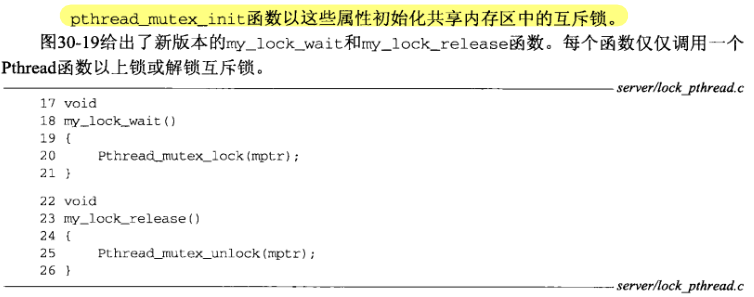 pthread_mutex_init函数以这些属性初始化共享内存区中的互斥锁。
图30-19给出了新版本的my_lock_wait和my_lock_release函数。每个函数仅仅调用一个
Pthread函数以上锁或解锁互斥锁。
server/lock_pthread.c
17 void
18 my_lock_wait()
19 {
20     Pthread_mutex_lock(mptr);
21 }
22 void
23 my_lock_release()
24 {
25     Pthread_mutex_unlock(mptr);
26 }
server/lock_pthread.c